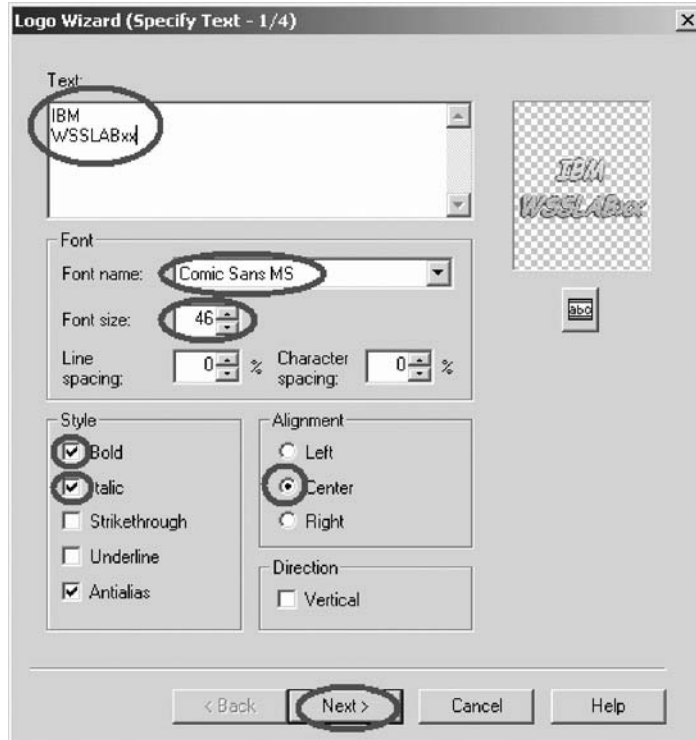 Logo Wizard (Specify Text - 1/4)
Text:
IBM
WSSLABxx
IBM
WSSLABxx
abc
Font
Font name: Comic Sans MS
Font size: 46
Line spacing: 0 % Character spacing: 0 %
Style
Bold
Italic
Strikethrough
Underline
Antialias
Alignment
Left
Center
Right
Direction
Vertical
< Back Next > Cancel Help